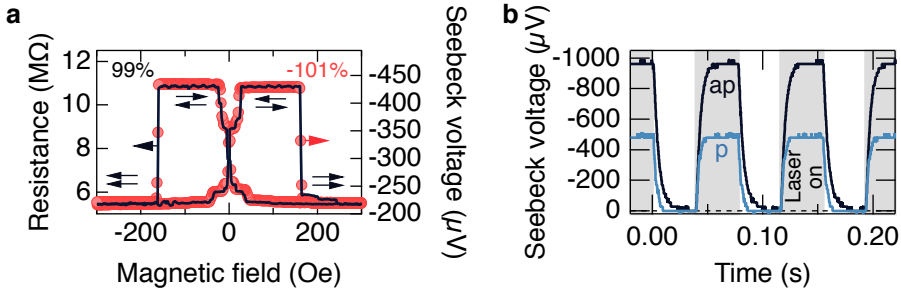 a
99%
-101%
Resistance (MΩ)
12
10
8
6
-450
-400
-350
-300
-250
-200
Seebeck voltage (µV)
-200
0
200
Magnetic field (Oe)
b
Seebeck voltage (µV)
-1000
-800
-600
-400
-200
0
ap
p
Laser
on
0.00
0.10
0.20
Time (s)